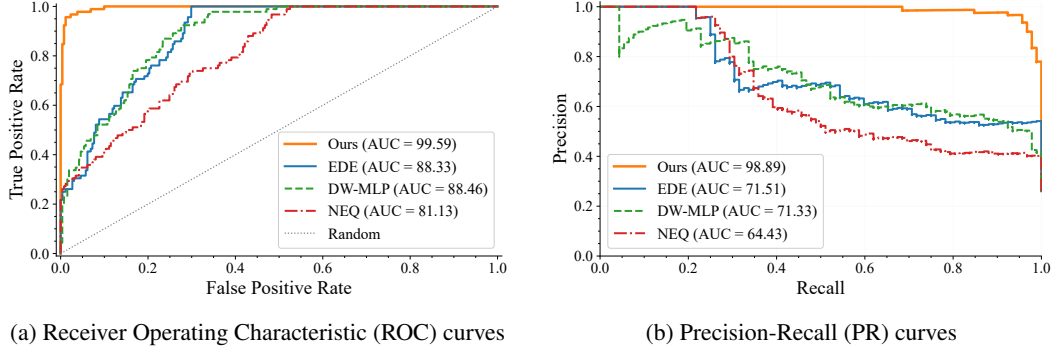 1.0
0.8
0.6
0.4
0.2
0.0
True Positive Rate
Ours (AUC = 99.59)
EDE (AUC = 88.33)
DW-MLP (AUC = 88.46)
NEQ (AUC = 81.13)
Random
0.0 0.2 0.4 0.6 0.8 1.0
False Positive Rate
(a) Receiver Operating Characteristic (ROC) curves
1.0
0.8
0.6
0.4
0.2
0.0
Precision
Ours (AUC = 98.89)
EDE (AUC = 71.51)
DW-MLP (AUC = 71.33)
NEQ (AUC = 64.43)
0.0 0.2 0.4 0.6 0.8 1.0
Recall
(b) Precision-Recall (PR) curves